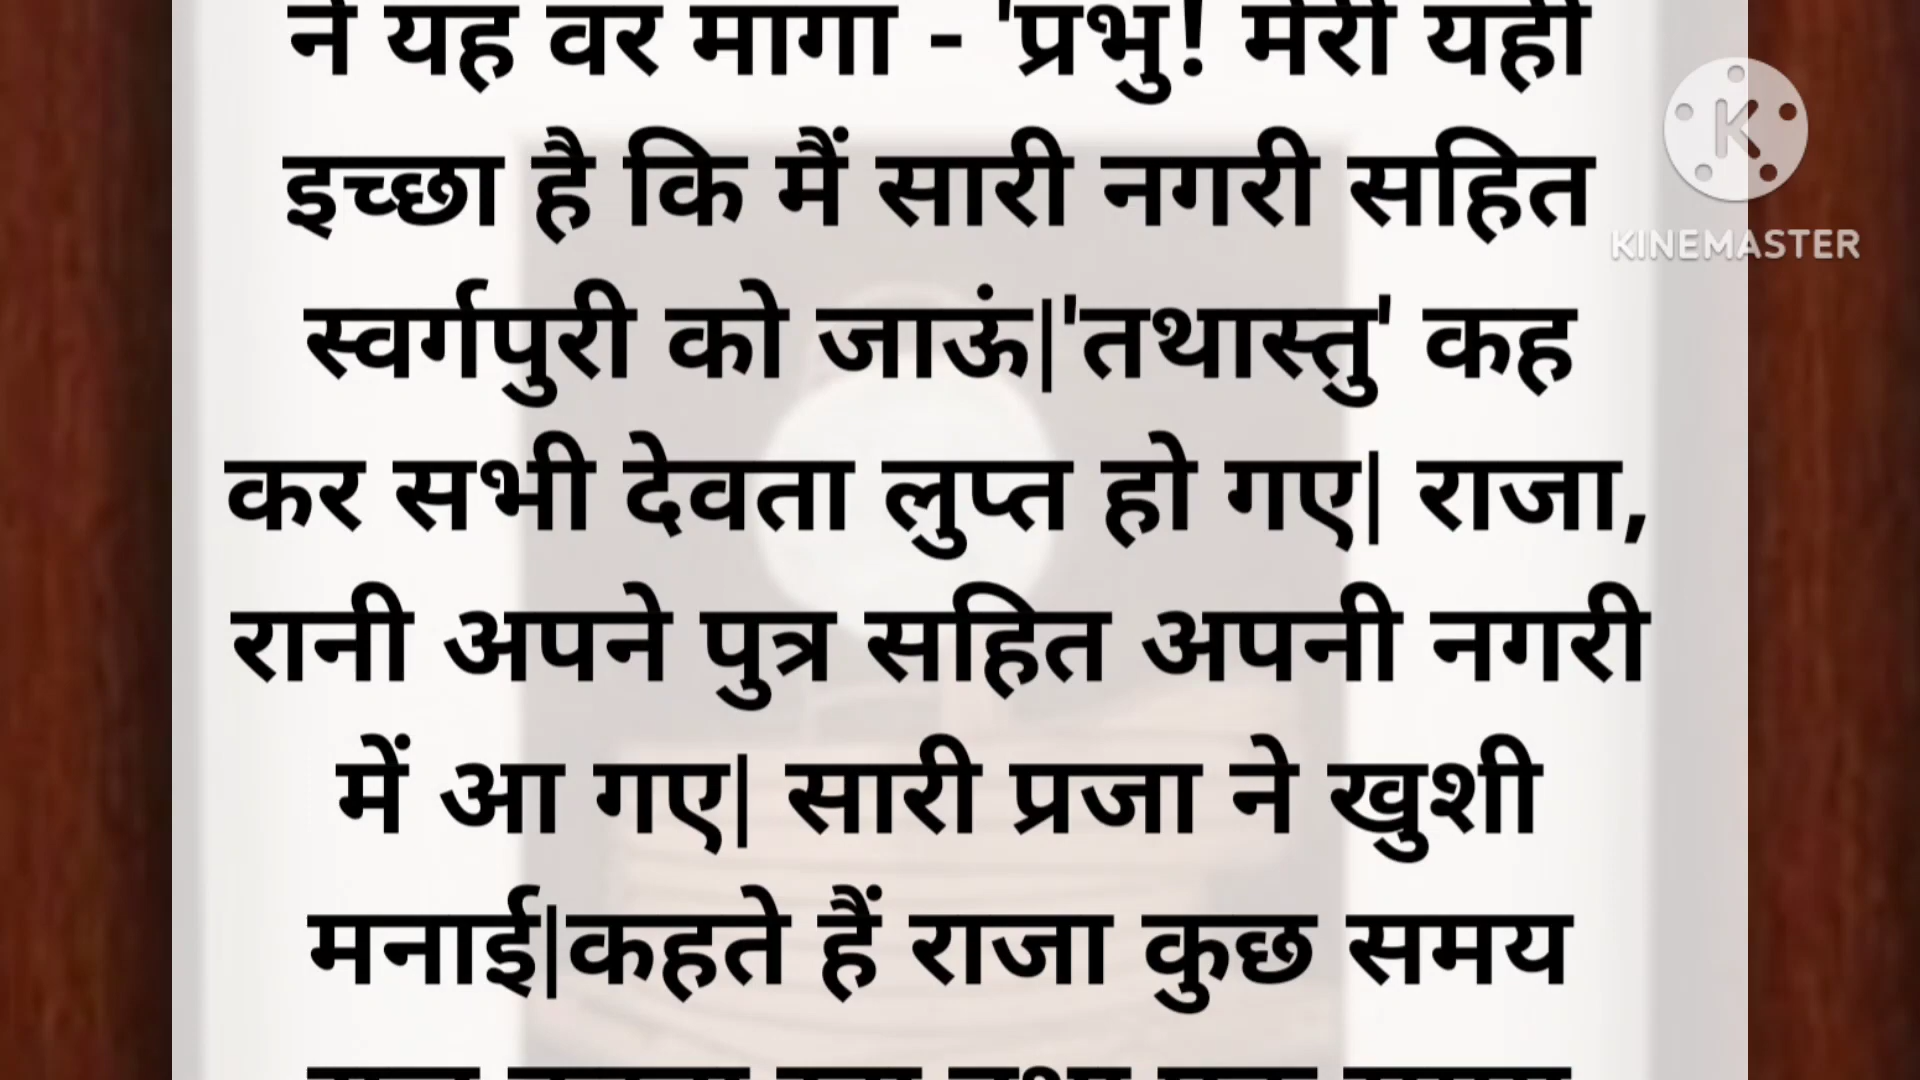 ने यह वर मांगा - 'प्रभु! मेरी यही
इच्छा है कि मैं सारी नगरी सहित
स्वर्गपुरी को जाऊं|'तथास्तु' कह
कर सभी देवता लुप्त हो गए| राजा,
रानी अपने पुत्र सहित अपनी नगरी
में आ गए| सारी प्रजा ने खुशी
मनाई|कहते हैं राजा कुछ समय
K
KINEMASTER